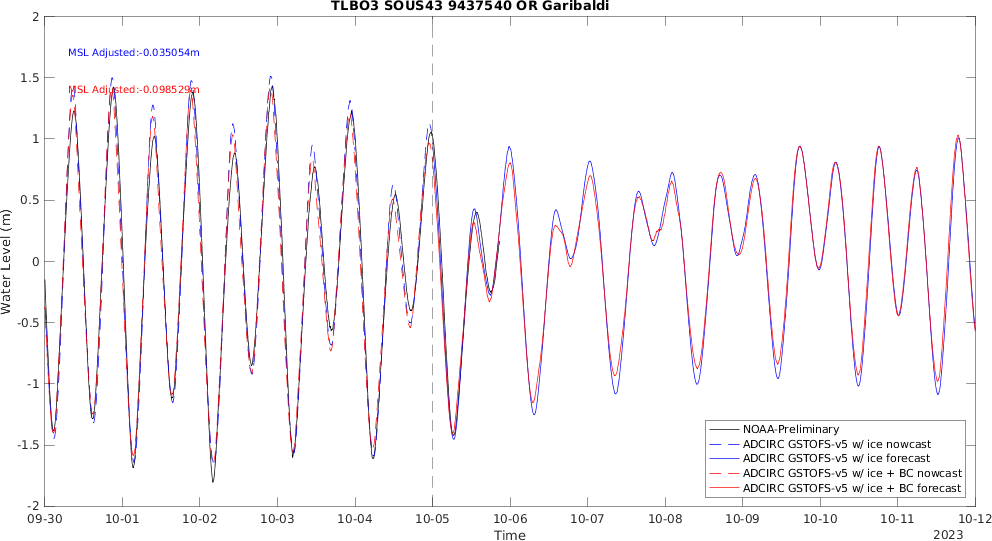 TLBO3 SOUS43 9437540 OR Garibaldi
2
1.5
1
0.5
0
-0.5
-1
-1.5
-2
Water Level (m)
MSL Adjusted:-0.035054m
MSL Adjusted:-0.098529m
NOAA-Preliminary
ADCIRC GSTOFS-v5 w/ ice nowcast
ADCIRC GSTOFS-v5 w/ ice forecast
ADCIRC GSTOFS-v5 w/ ice + BC nowcast
ADCIRC GSTOFS-v5 w/ ice + BC forecast
09-30 10-01 10-02 10-03 10-04 10-05 10-06 10-07 10-08 10-09 10-10 10-11 10-12
Time
2023